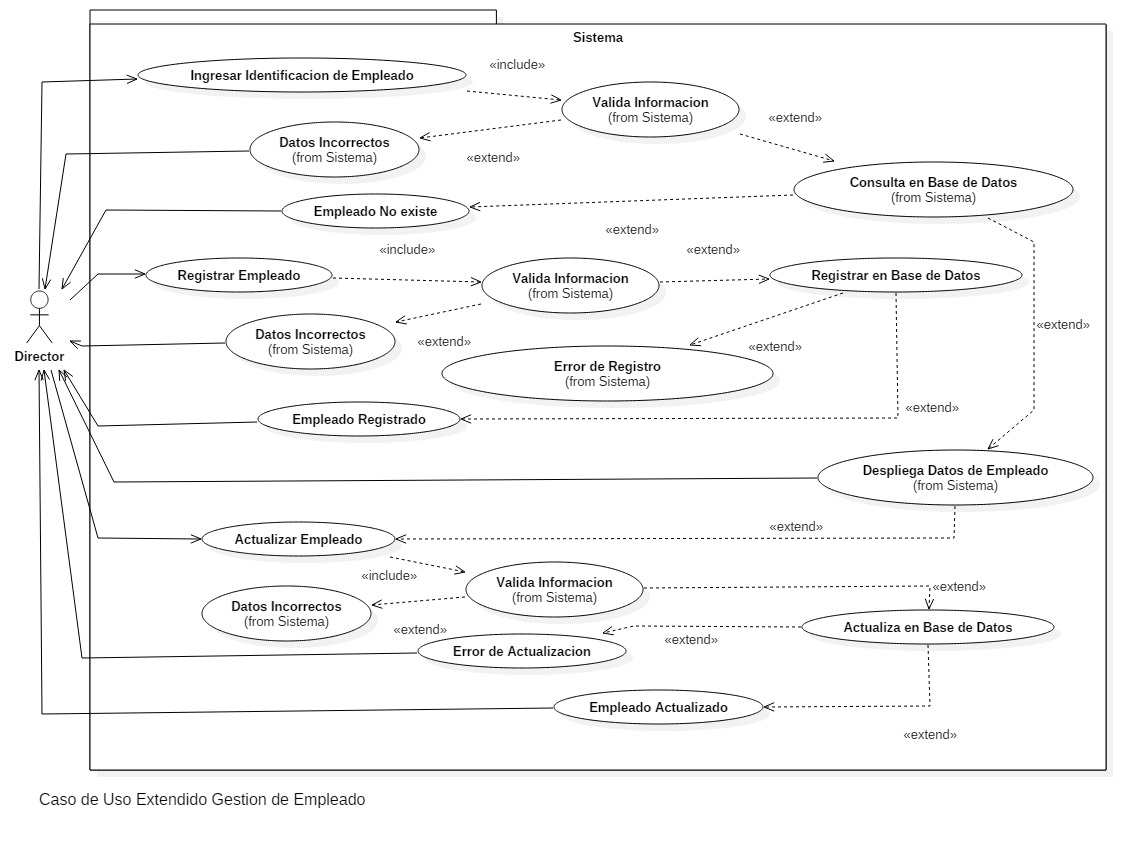 Sistema
«include»
Ingresar Identificacion de Empleado
Valida Informacion
(from Sistema)
«extend»
Datos Incorrectos
(from Sistema)
«extend»
Consulta en Base de Datos
(from Sistema)
Empleado No existe
«extend»
«include»
«extend»
Registrar Empleado
Valida Informacion
(from Sistema)
Registrar en Base de Datos
«extend»
Datos Incorrectos
(from Sistema)
«extend»
«extend»
Director
Error de Registro
(from Sistema)
«extend»
Empleado Registrado
Despliega Datos de Empleado
(from Sistema)
«extend»
Actualizar Empleado
«include»
Valida Informacion
(from Sistema)
«extend»
Datos Incorrectos
(from Sistema)
«extend»
Actualiza en Base de Datos
«extend»
Error de Actualizacion
Empleado Actualizado
«extend»
Caso de Uso Extendido Gestion de Empleado